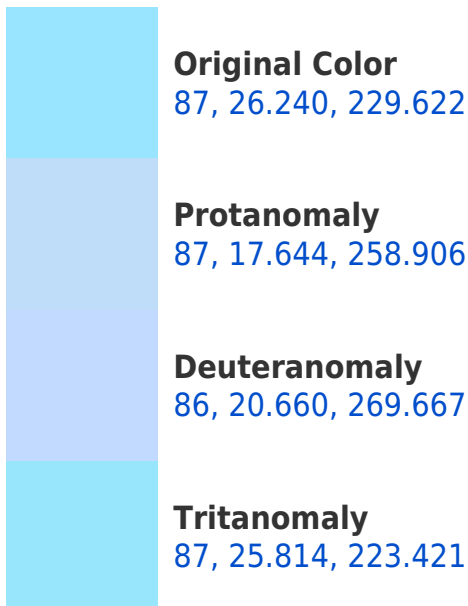 Original Color
87, 26.240, 229.622
Protanomaly
87, 17.644, 258.906
Deuteranomaly
86, 20.660, 269.667
Tritanomaly
87, 25.814, 223.421